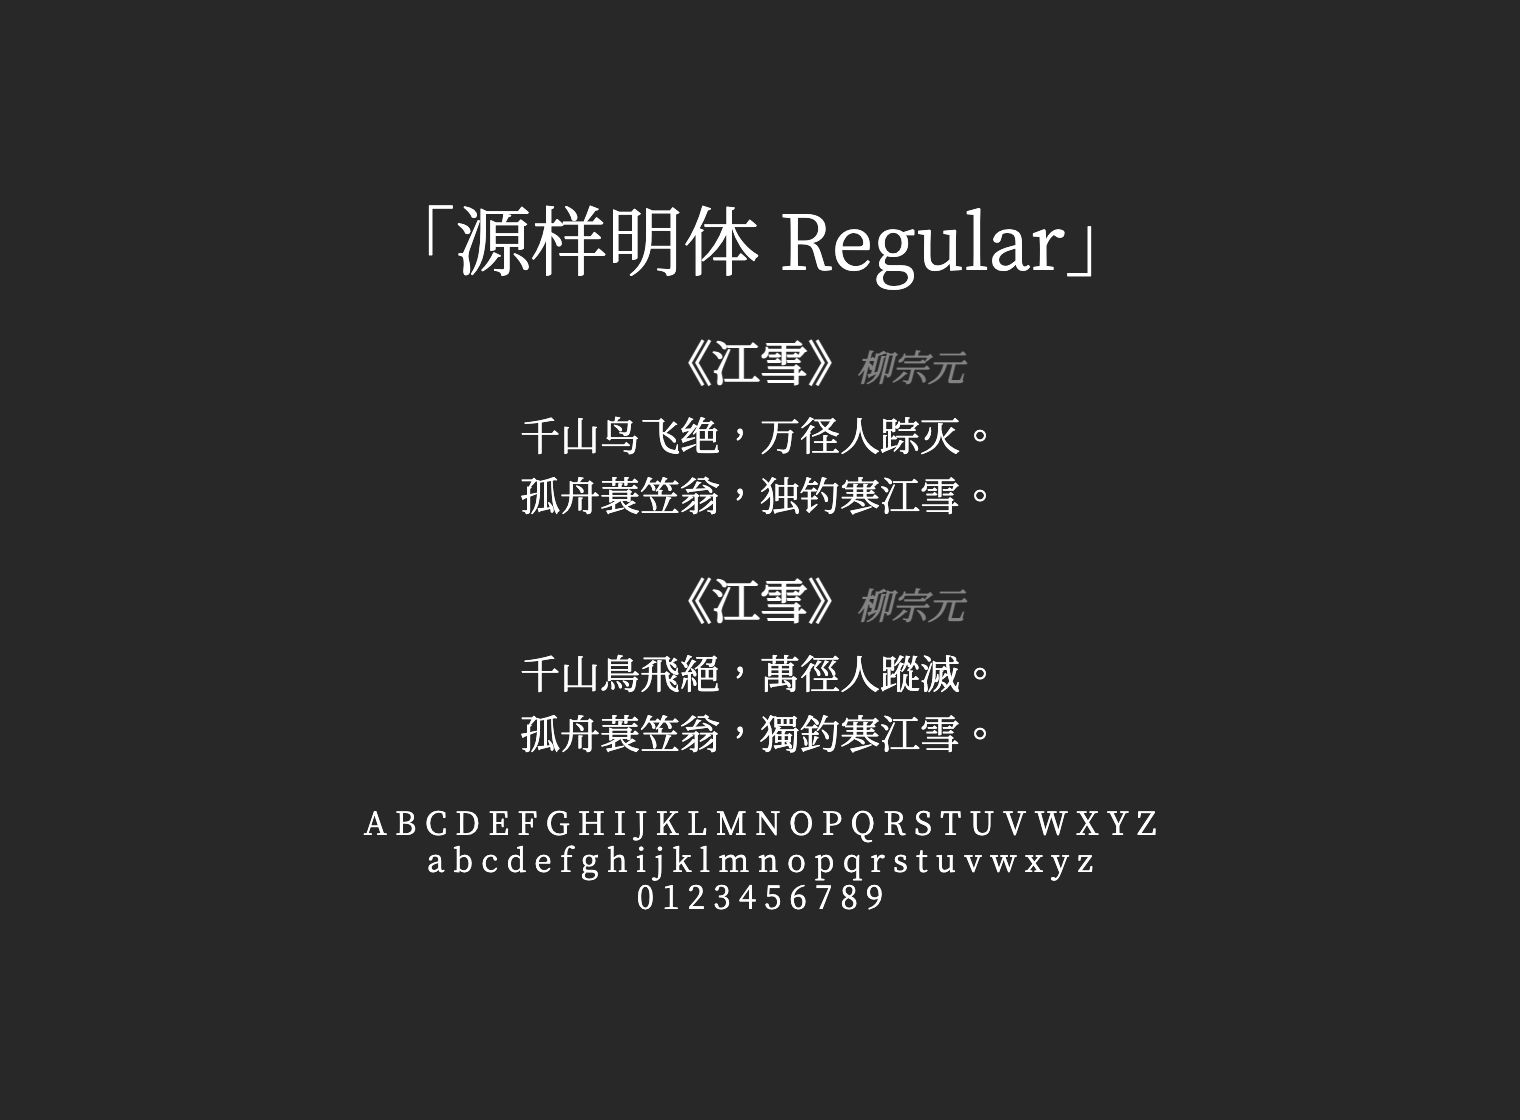 「源样明体 Regular」
《江雪》 柳宗元
千山鸟飞绝，万径人踪灭。
孤舟蓑笠翁，独钓寒江雪。
《江雪》 柳宗元
千山鳥飛絕，萬徑人蹤滅。
孤舟蓑笠翁，獨釣寒江雪。
A B C D E F G H I J K L M N O P Q R S T U V W X Y Z
a b c d e f g h i j k l m n o p q r s t u v w x y z
0 1 2 3 4 5 6 7 8 9